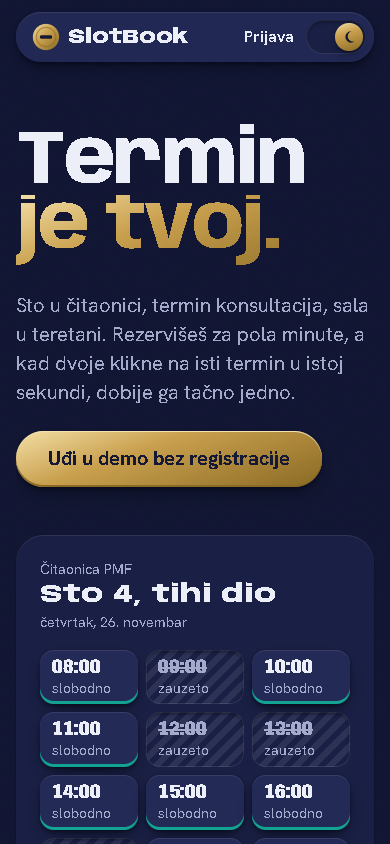 SlotBook
Prijava
Termin
je tvoj.
Sto u čitaonici, termin konsultacija, sala
u teretani. Rezervišeš za pola minute, a
kad dvoje klikne na isti termin u istoj
sekundi, dobije ga tačno jedno.
Uđi u demo bez registracije
Čitaonica PMF
Sto 4, tihi dio
četvrtak, 26. novembar
08:00 09:00 10:00
slobodno zauzeto slobodno
11:00 12:00 13:00
slobodno zauzeto zauzeto
14:00 15:00 16:00
slobodno slobodno slobodno